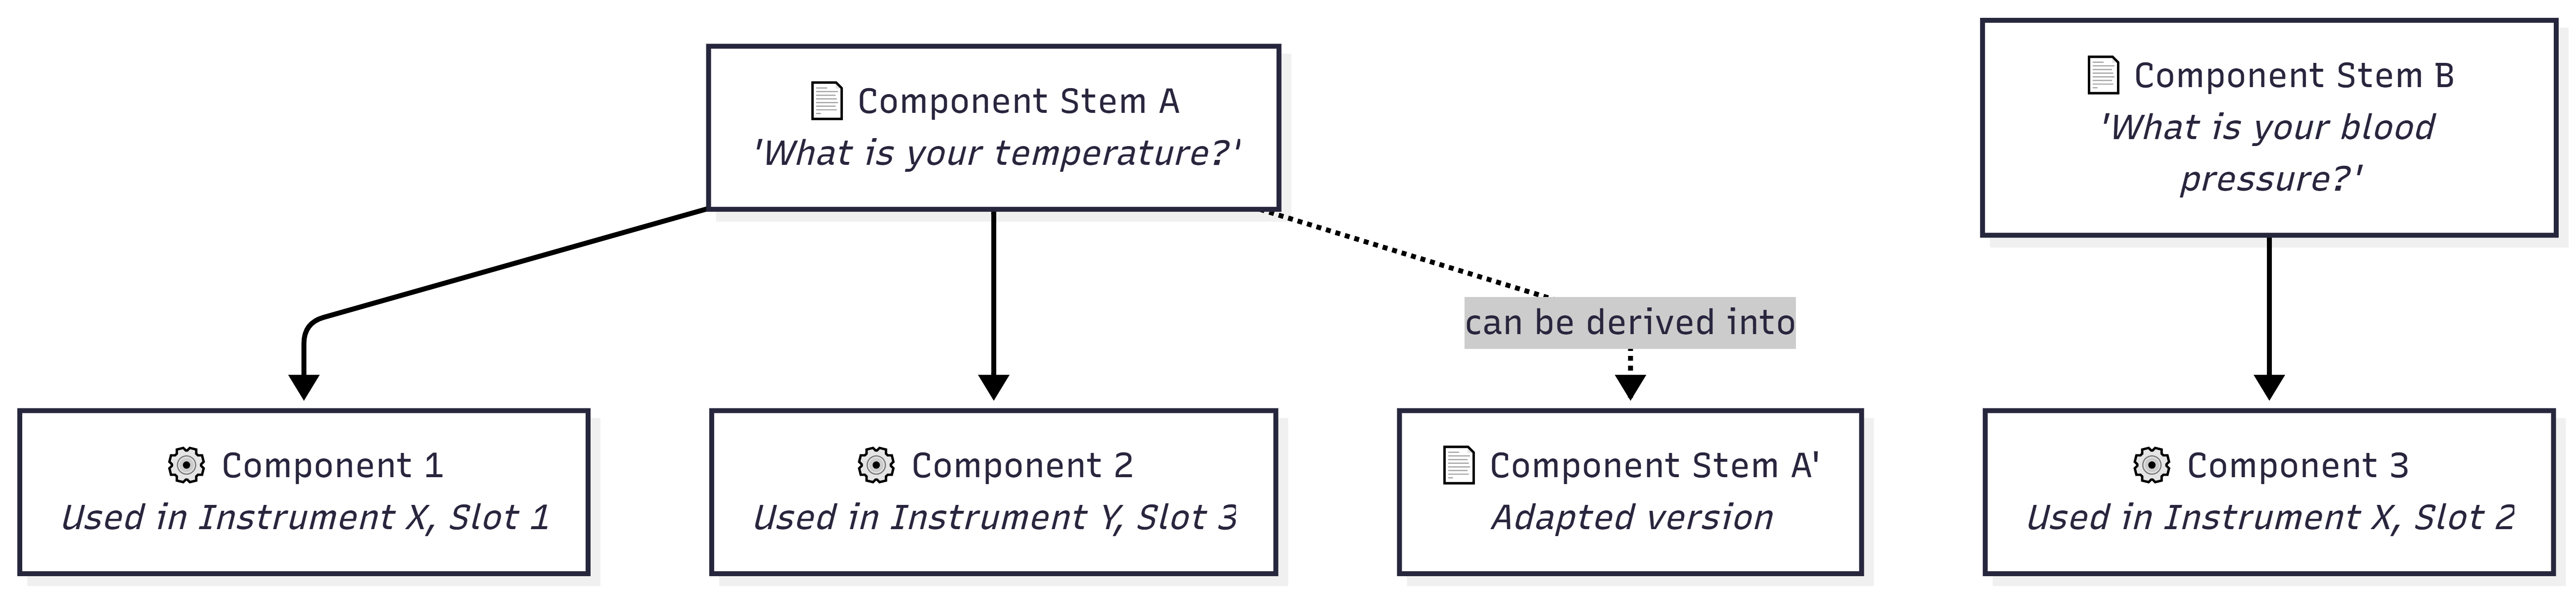 Component Stem A
'What is your temperature?'
Component Stem B
'What is your blood
pressure?'
can be derived into
Component 1
Used in Instrument X, Slot 1
Component 2
Used in Instrument Y, Slot 3
Component Stem A'
Adapted version
Component 3
Used in Instrument X, Slot 2